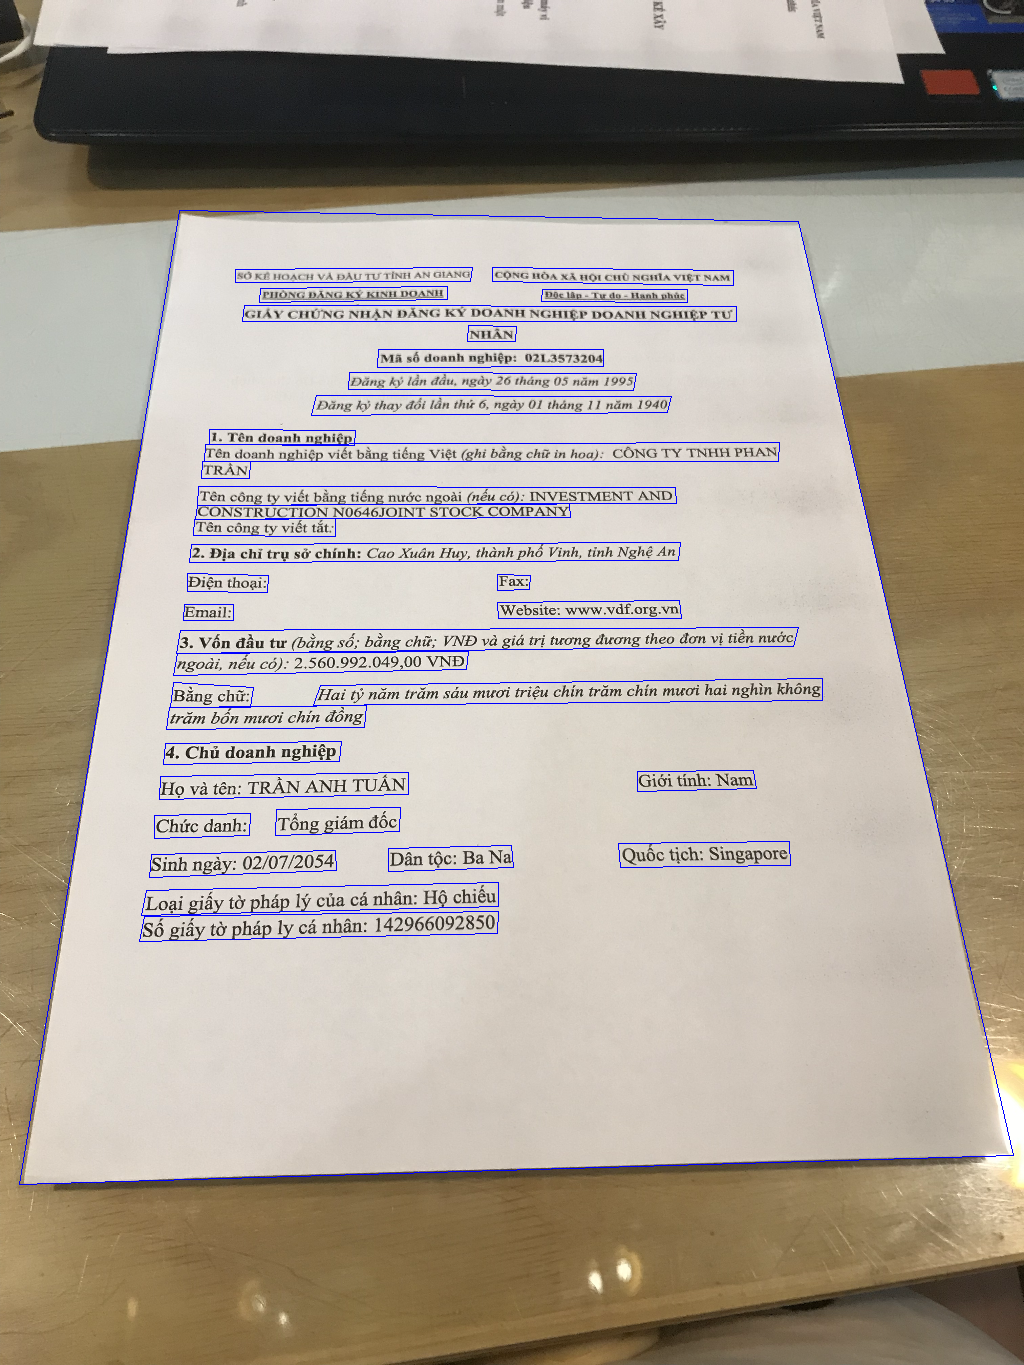 SỞ KẾ HOẠCH VÀ ĐẦU TƯ TỈNH AN GIANG
CỘNG HÒA XÃ HỘI CHỦ NGHĨA VIỆT NAM
PHÒNG ĐĂNG KÝ KINH DOANH
Độc lập - Tự do - Hạnh phúc
GIẤY CHỨNG NHẬN ĐĂNG KÝ DOANH NGHIỆP DOANH NGHIỆP TƯ
NHÂN
Mã số doanh nghiệp: 02L3573204
Đăng ký lần đầu, ngày 26 tháng 05 năm 1995
Đăng ký thay đổi lần thứ 6, ngày 01 tháng 11 năm 1940
1. Tên doanh nghiệp
Tên doanh nghiệp viết bằng tiếng Việt (ghi bằng chữ in hoa): CÔNG TY TNHH PHAN
TRẦN
Tên công ty viết bằng tiếng nước ngoài (nếu có): INVESTMENT AND
CONSTRUCTION N0646JOINT STOCK COMPANY
Tên công ty viết tắt:
2. Địa chỉ trụ sở chính: Cao Xuân Huy, thành phố Vinh, tỉnh Nghệ An
Điện thoại:
Fax:
Email:
Website: www.vdf.org.vn
3. Vốn đầu tư (bằng số; bằng chữ; VNĐ và giá trị tương đương theo đơn vị tiền nước
ngoài, nếu có): 2.560.992.049,00 VNĐ
Bằng chữ: Hai tỷ năm trăm sáu mươi triệu chín trăm chín mươi hai nghìn không
trăm bốn mươi chín đồng
4. Chủ doanh nghiệp
Họ và tên: TRẦN ANH TUẤN
Giới tính: Nam
Chức danh: Tổng giám đốc
Sinh ngày: 02/07/2054
Dân tộc: Ba Na
Quốc tịch: Singapore
Loại giấy tờ pháp lý của cá nhân: Hộ chiếu
Số giấy tờ pháp ly cá nhân: 142966092850